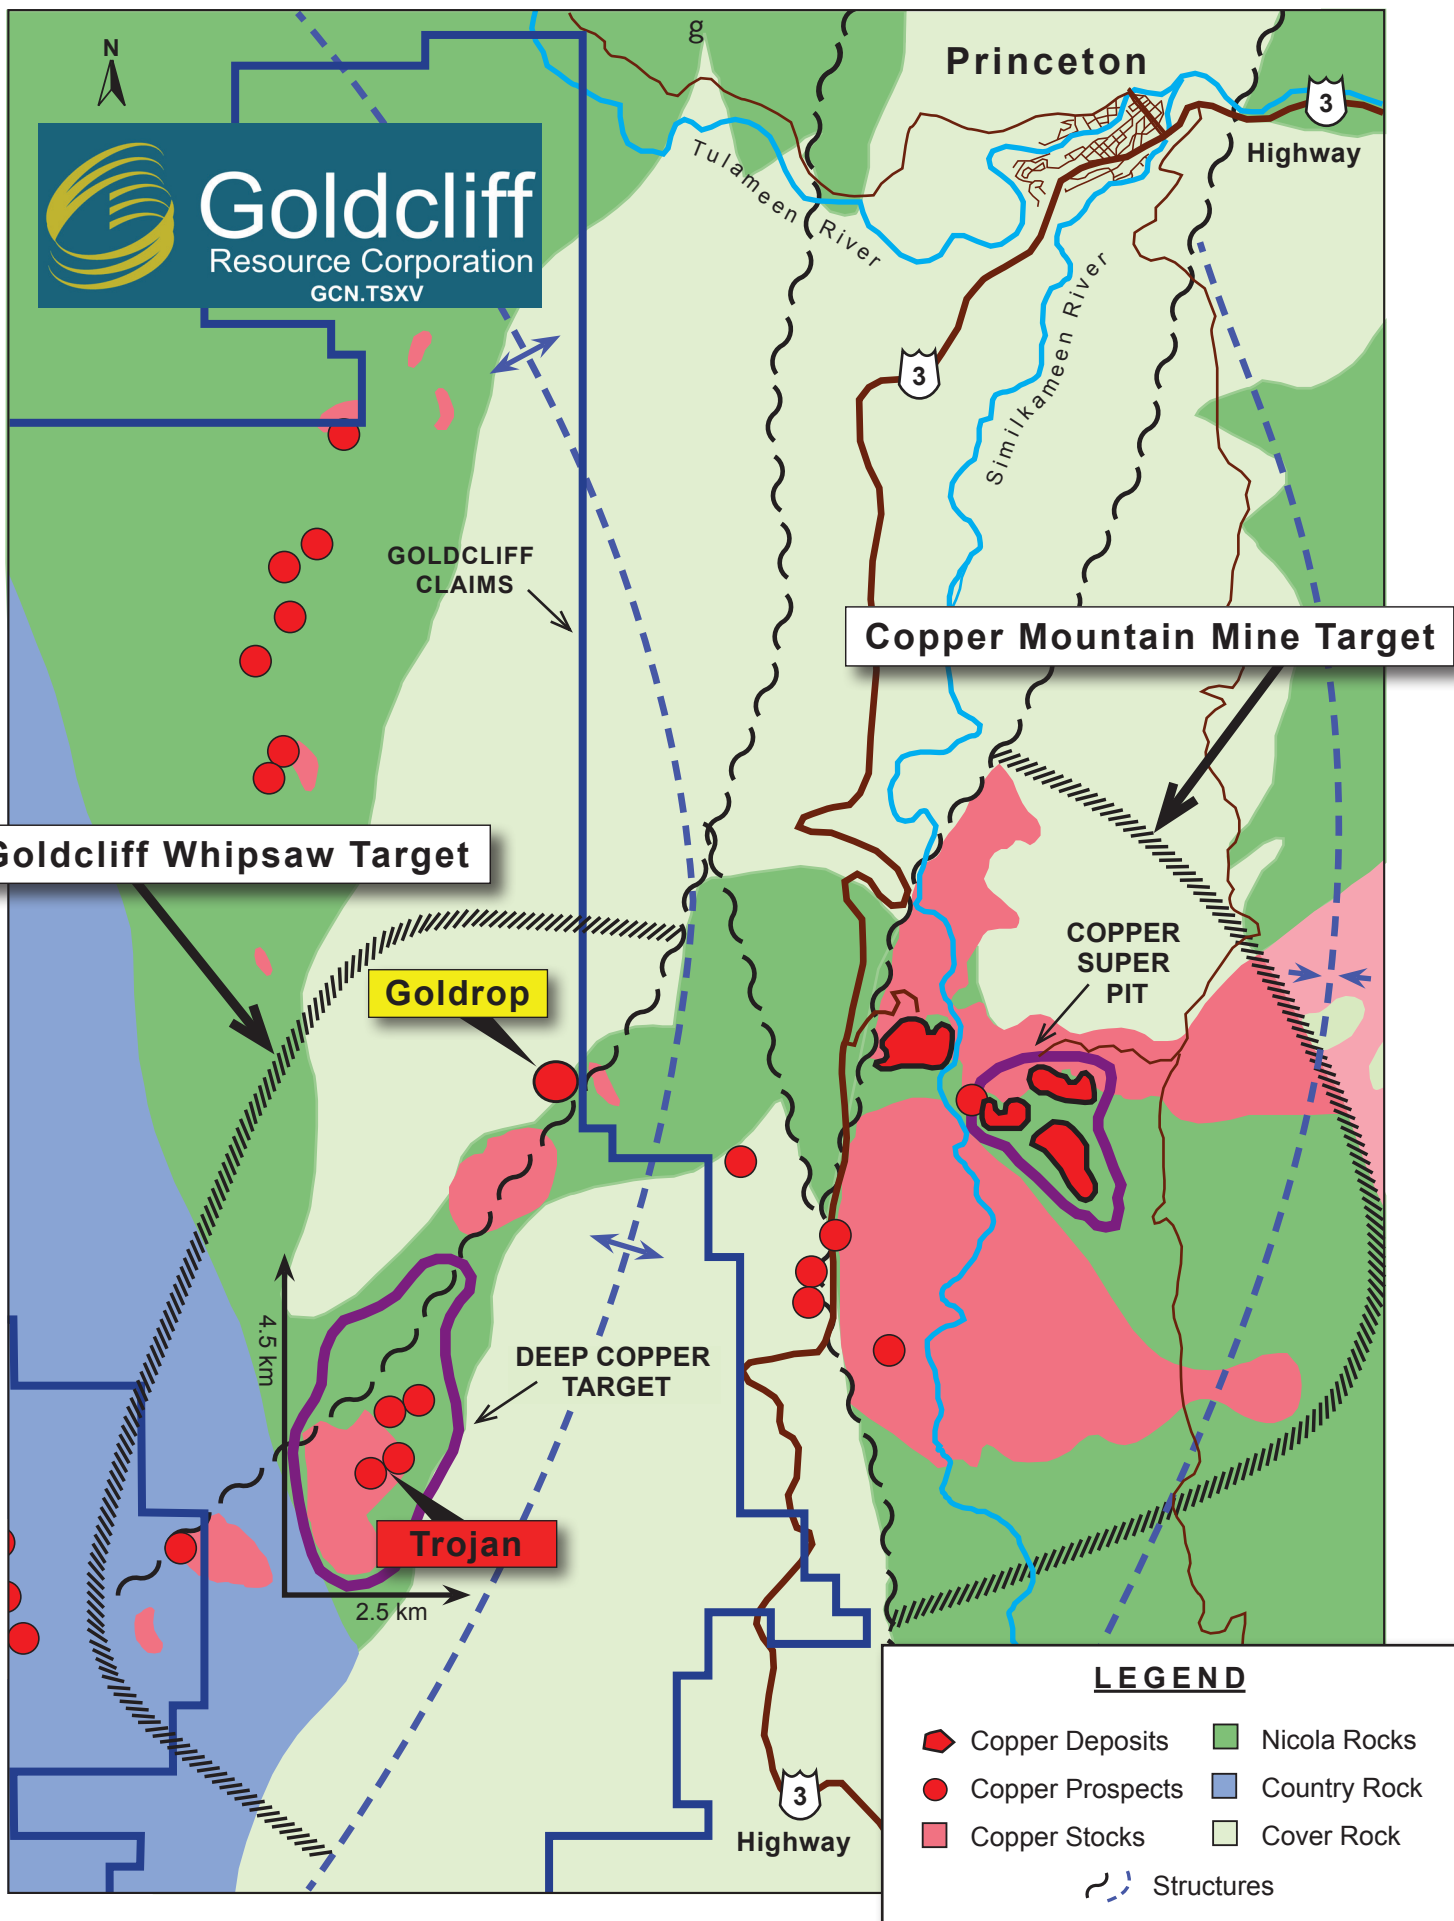 g
N
Princeton
3
Highway
Goldcliff
Resource Corporation
GCN.TSXV
Tulameen River
Similkameen River
3
GOLDCLIFF
CLAIMS
Copper Mountain Mine Target
Goldcliff Whipsaw Target
COPPER
SUPER
PIT
Goldrop
4.5 km
DEEP COPPER
TARGET
Trojan
2.5 km
3
Highway
LEGEND
Copper Deposits
Nicola Rocks
Copper Prospects
Country Rock
Copper Stocks
Cover Rock
Structures